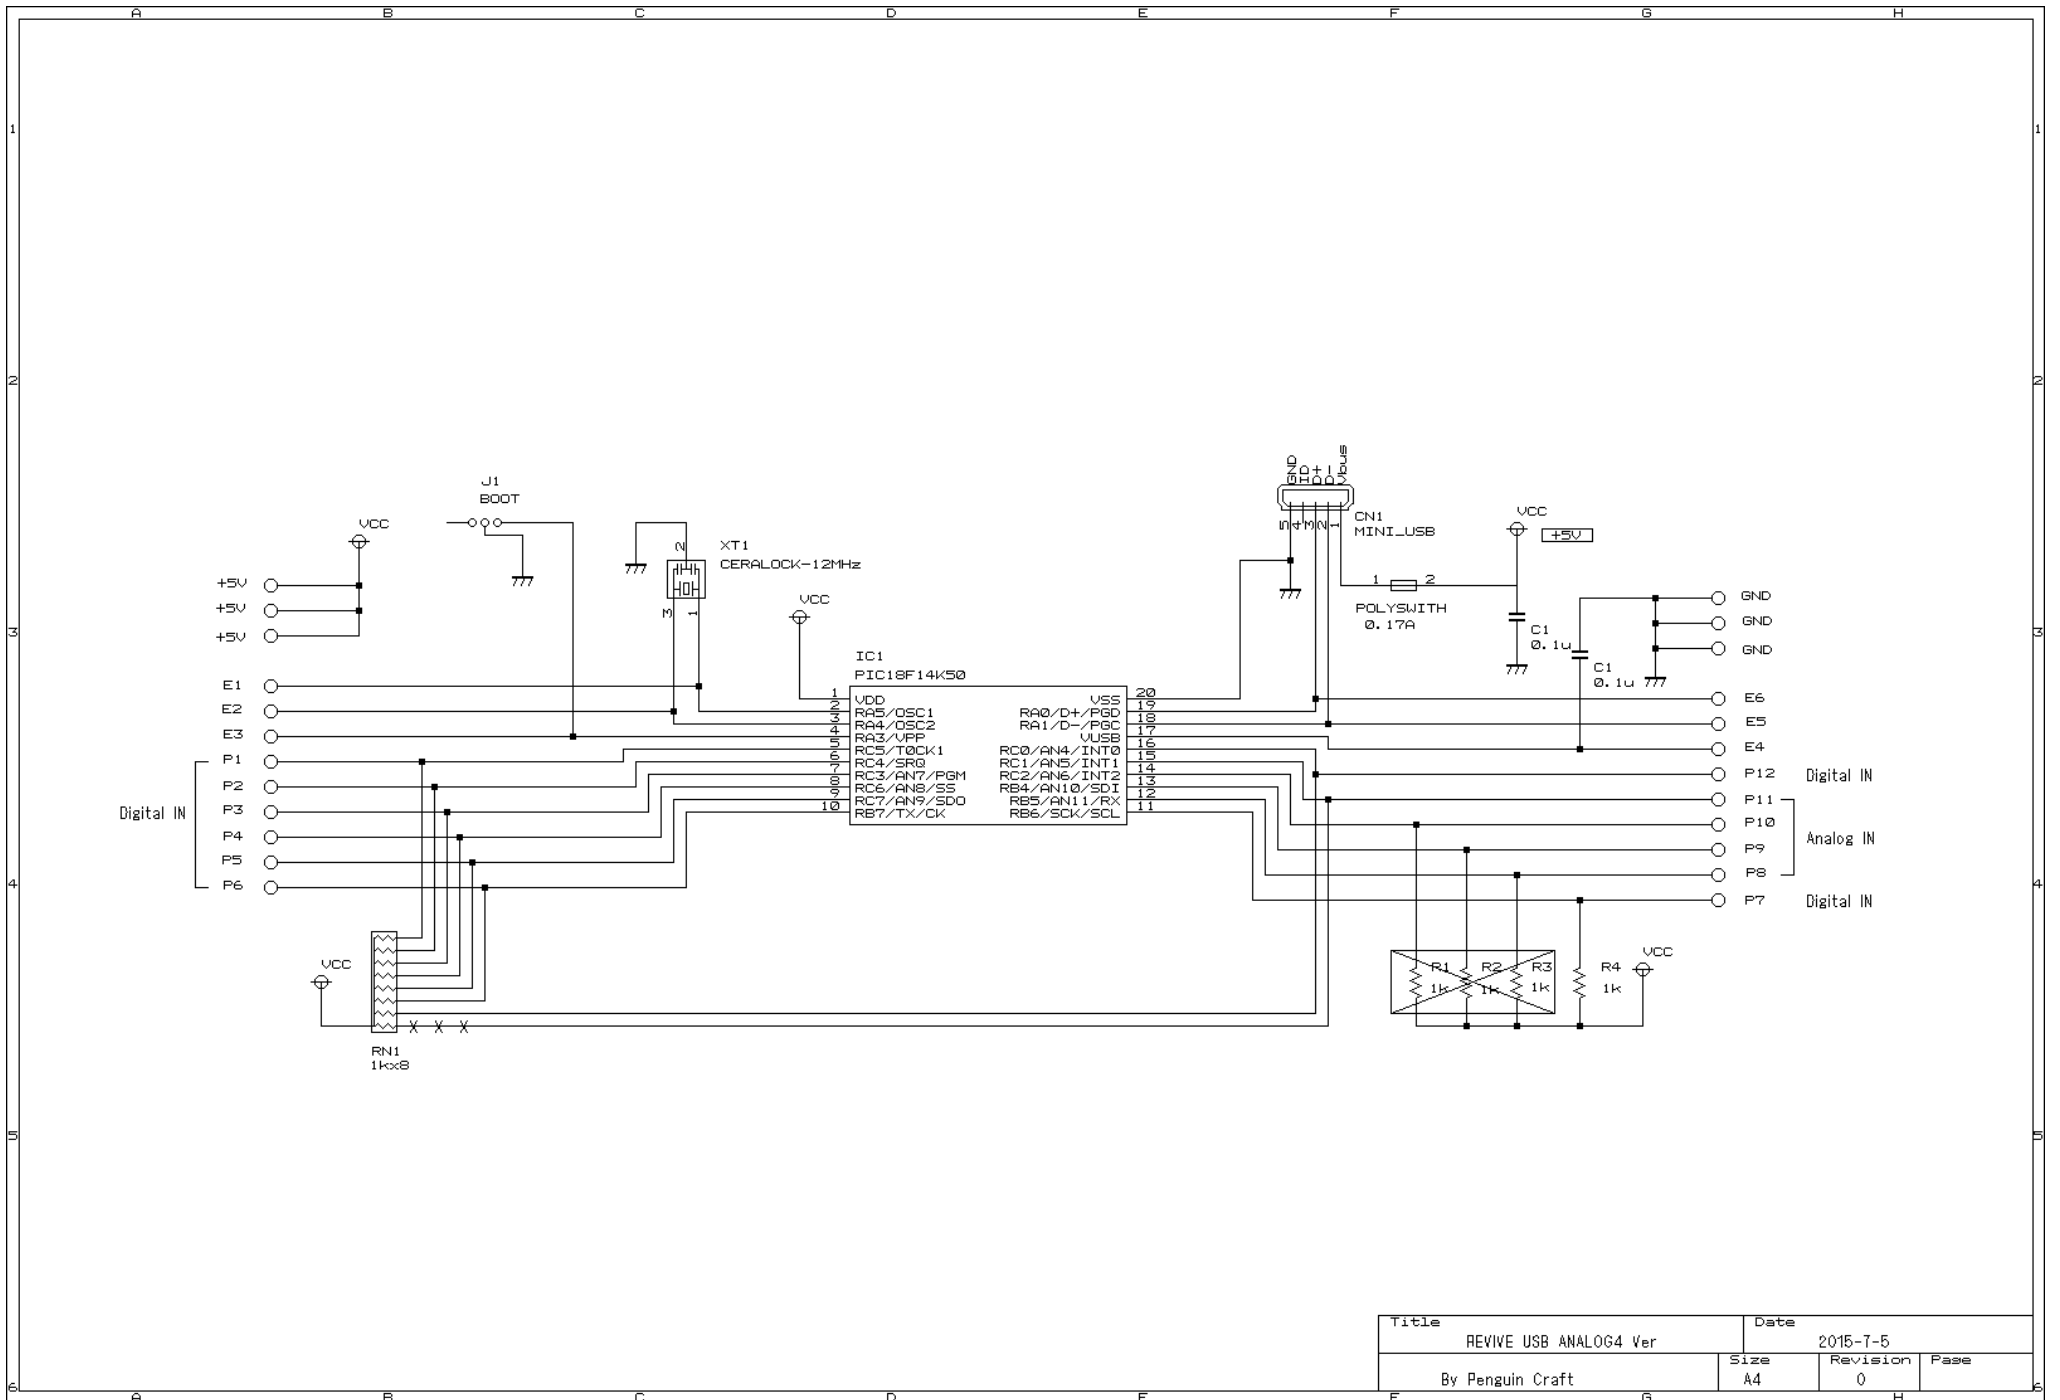 A B C D E F G H
1 1
2 2
3 3
4 4
5 5
6 6
A B C D E F G H
J1
BOOT
VCC
+5V
+5V
+5V
XT1
CERALOCK-12MHz
2
3 1
VCC
GND ID D+ D- Vbus
5 4 3 2 1
CN1
MINI_USB
VCC
+5V
1 2
POLYSWITH
0.17A
C1
0.1u
C1
0.1u
GND
GND
GND
E1
E2
E3
P1
P2
P3
P4
P5
P6
Digital IN
IC1
PIC18F14K50
1 VDD
2 RA5/OSC1
3 RA4/OSC2
4 RA3/VPP
5 RC5/T0CK1
6 RC4/SRQ
7 RC3/AN7/PGM
8 RC6/AN8/SS
9 RC7/AN9/SDO
10 RB7/TX/CK
VSS 20
RA0/D+/PGD 19
RA1/D-/PGC 18
VUSB 17
RC0/AN4/INT0 16
RC1/AN5/INT1 15
RC2/AN6/INT2 14
RB4/AN10/SDI 13
RB5/AN11/RX 12
RB6/SCK/SCL 11
E6
E5
E4
P12 Digital IN
P11
P10
P9
P8
Analog IN
P7 Digital IN
VCC
RN1
1kx8
X X X
R1
1k
R2
1k
R3
1k
R4
1k
VCC
Title
REVIVE USB ANALOG4 Ver
Date
2015-7-5
By Penguin Craft
Size
A4
Revision
0
Page